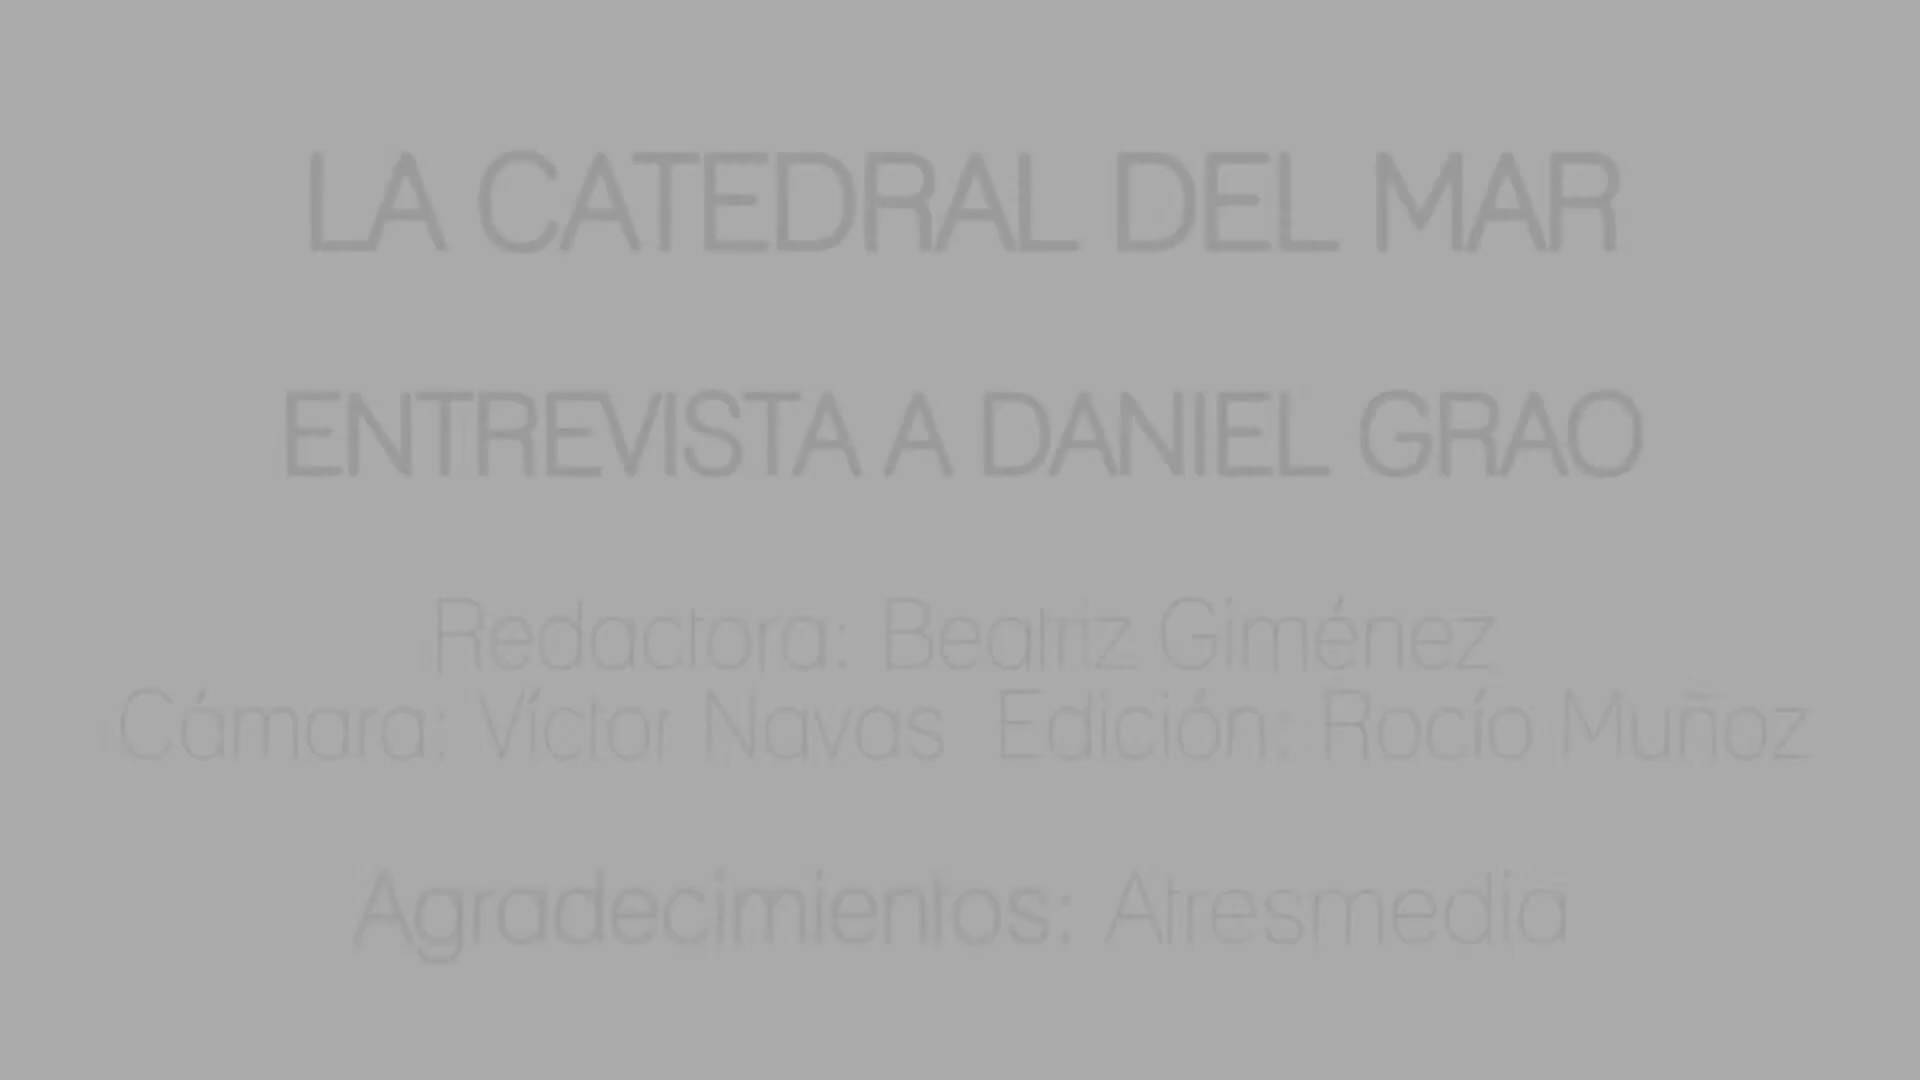 LA CATEDRAL DEL MAR
ENTREVISTA A DANIEL GRAO
Redactora: Beatriz Giménez
Cámara: Víctor Navas Edición: Rocío Muñoz
Agradecimientos: Atresmedia